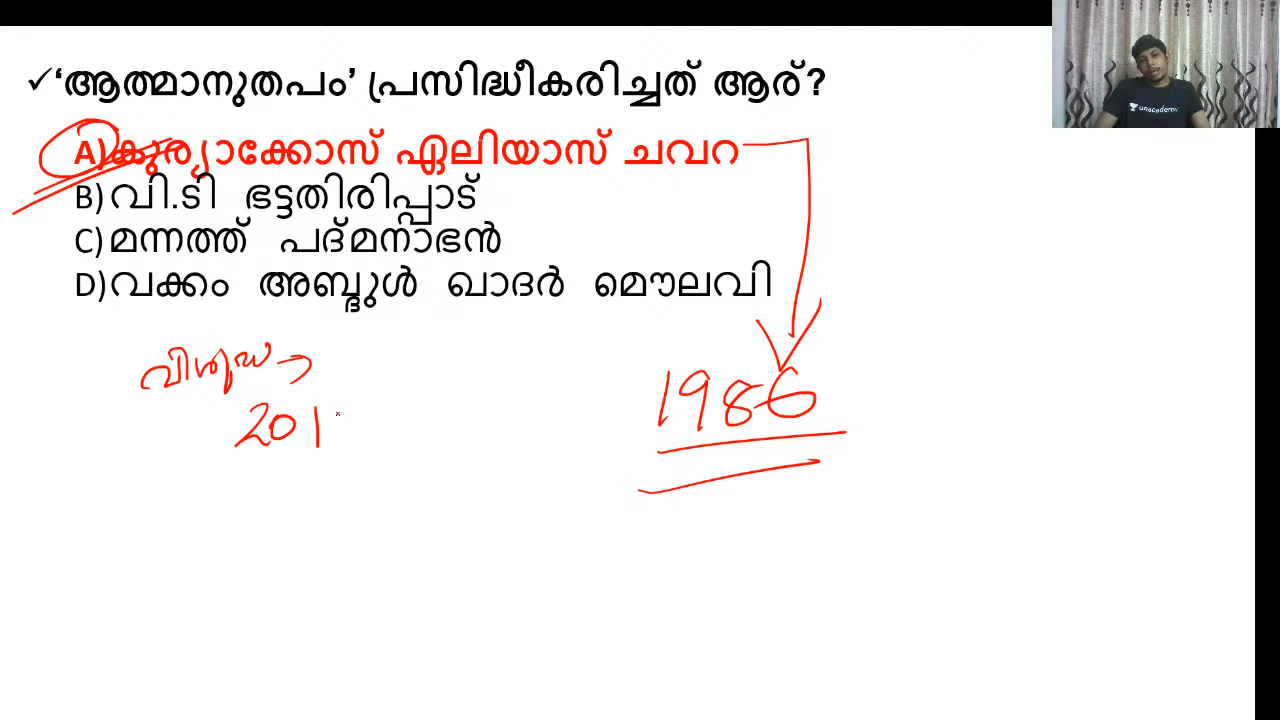 ✓‘ആത്മാനുതപം’ പ്രസിദ്ധീകരിച്ചത് ആര്?
A)കുര്യാക്കോസ് ഏലിയാസ് ചവറ
B)വി.ടി ഭട്ടതിരിപ്പാട്
C)മന്നത്ത് പദ്മനാഭൻ
D)വക്കം അബ്ദുൾ ഖാദർ മൌലവി
വിശുദ്ധ →
201
1986
unacademy